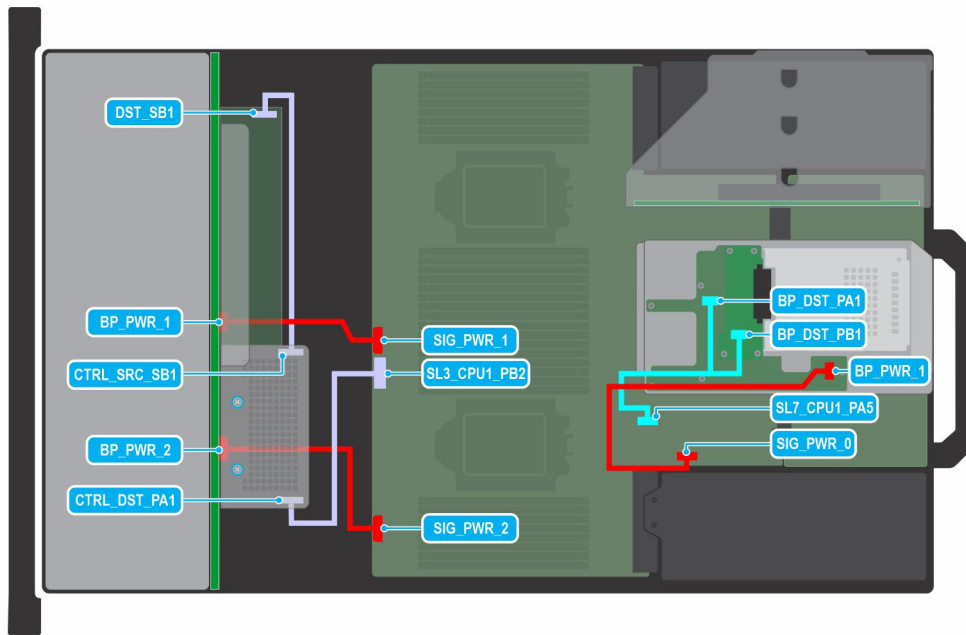 DST_SB1
BP_PWR_1
CTRL_SRC_SB1
BP_PWR_2
CTRL_DST_PA1
SIG_PWR_1
SL3_CPU1_PB2
SIG_PWR_2
BP_DST_PA1
BP_DST_PB1
BP_PWR_1
SL7_CPU1_PA5
SIG_PWR_0